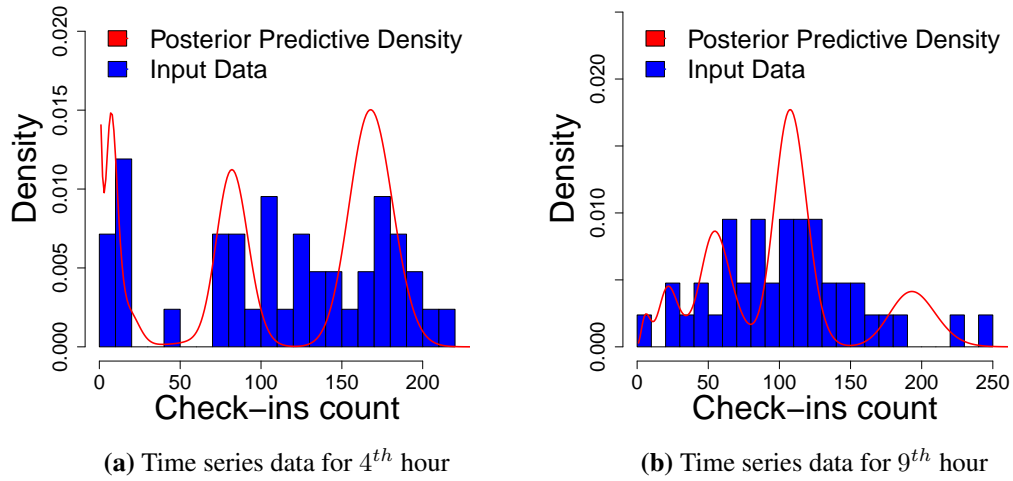 Posterior Predictive Density
Input Data
0.000 0.005 0.010 0.015 0.020
Density
0 50 100 150 200
Check−ins count
(a) Time series data for 4th hour
Posterior Predictive Density
Input Data
0.000 0.010 0.020
Density
0 50 100 150 200 250
Check−ins count
(b) Time series data for 9th hour